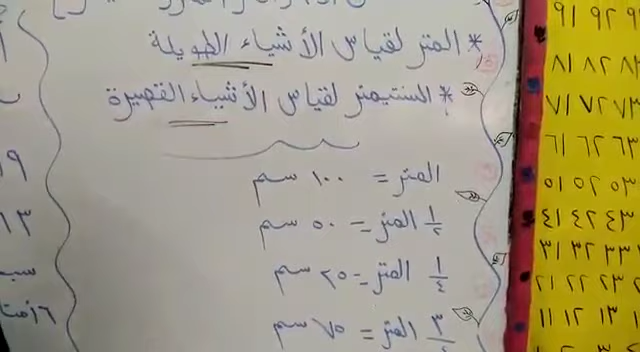 * المتر لقياس الأشياء الطويلة
* السنتيمتر لقياس الأشياء القصيرة
المتر = ١٠٠ سم
١/٢ المتر = ٥٠ سم
١/٤ المتر = ٢٥ سم
٣/٤ المتر = ٧٥ سم
٩١ ٩٢ ٩
٨١ ٨٢ ٨٣
٧١ ٧٢ ٧٣
٦١ ٦٢ ٦٣
٥١ ٥٢ ٥٣
٤١ ٤٢ ٤٣
٣١ ٣٢ ٣٣
٢١ ٢٢ ٢٣
١١ ١٢ ١٣